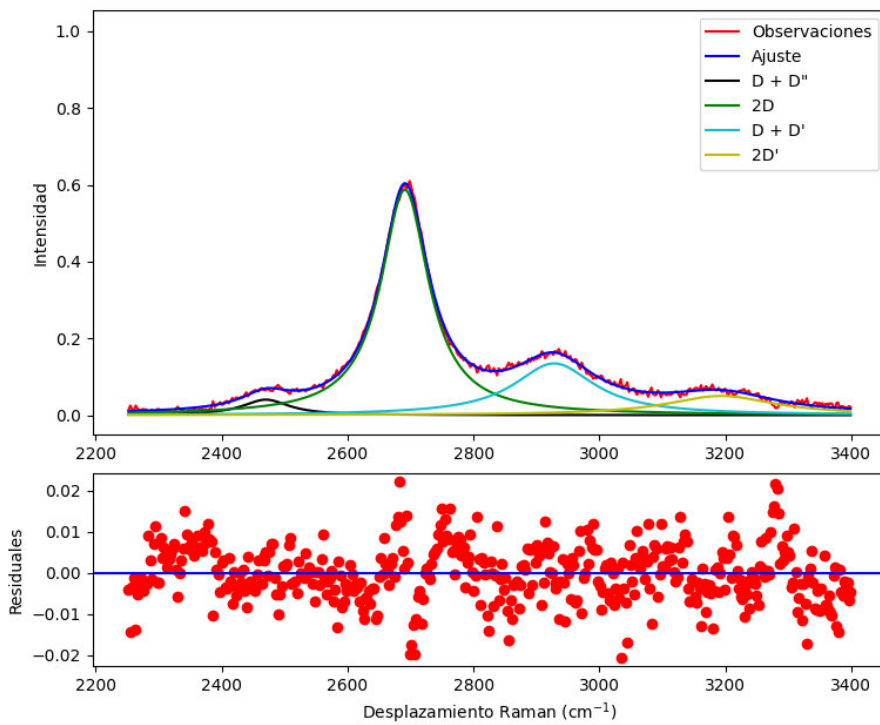 1.0
0.8
0.6
0.4
0.2
0.0
Intensidad
Observaciones
Ajuste
D + D"
2D
D + D'
2D'
2200 2400 2600 2800 3000 3200 3400
0.02
0.01
0.00
−0.01
−0.02
Residuales
2200 2400 2600 2800 3000 3200 3400
Desplazamiento Raman (cm⁻¹)